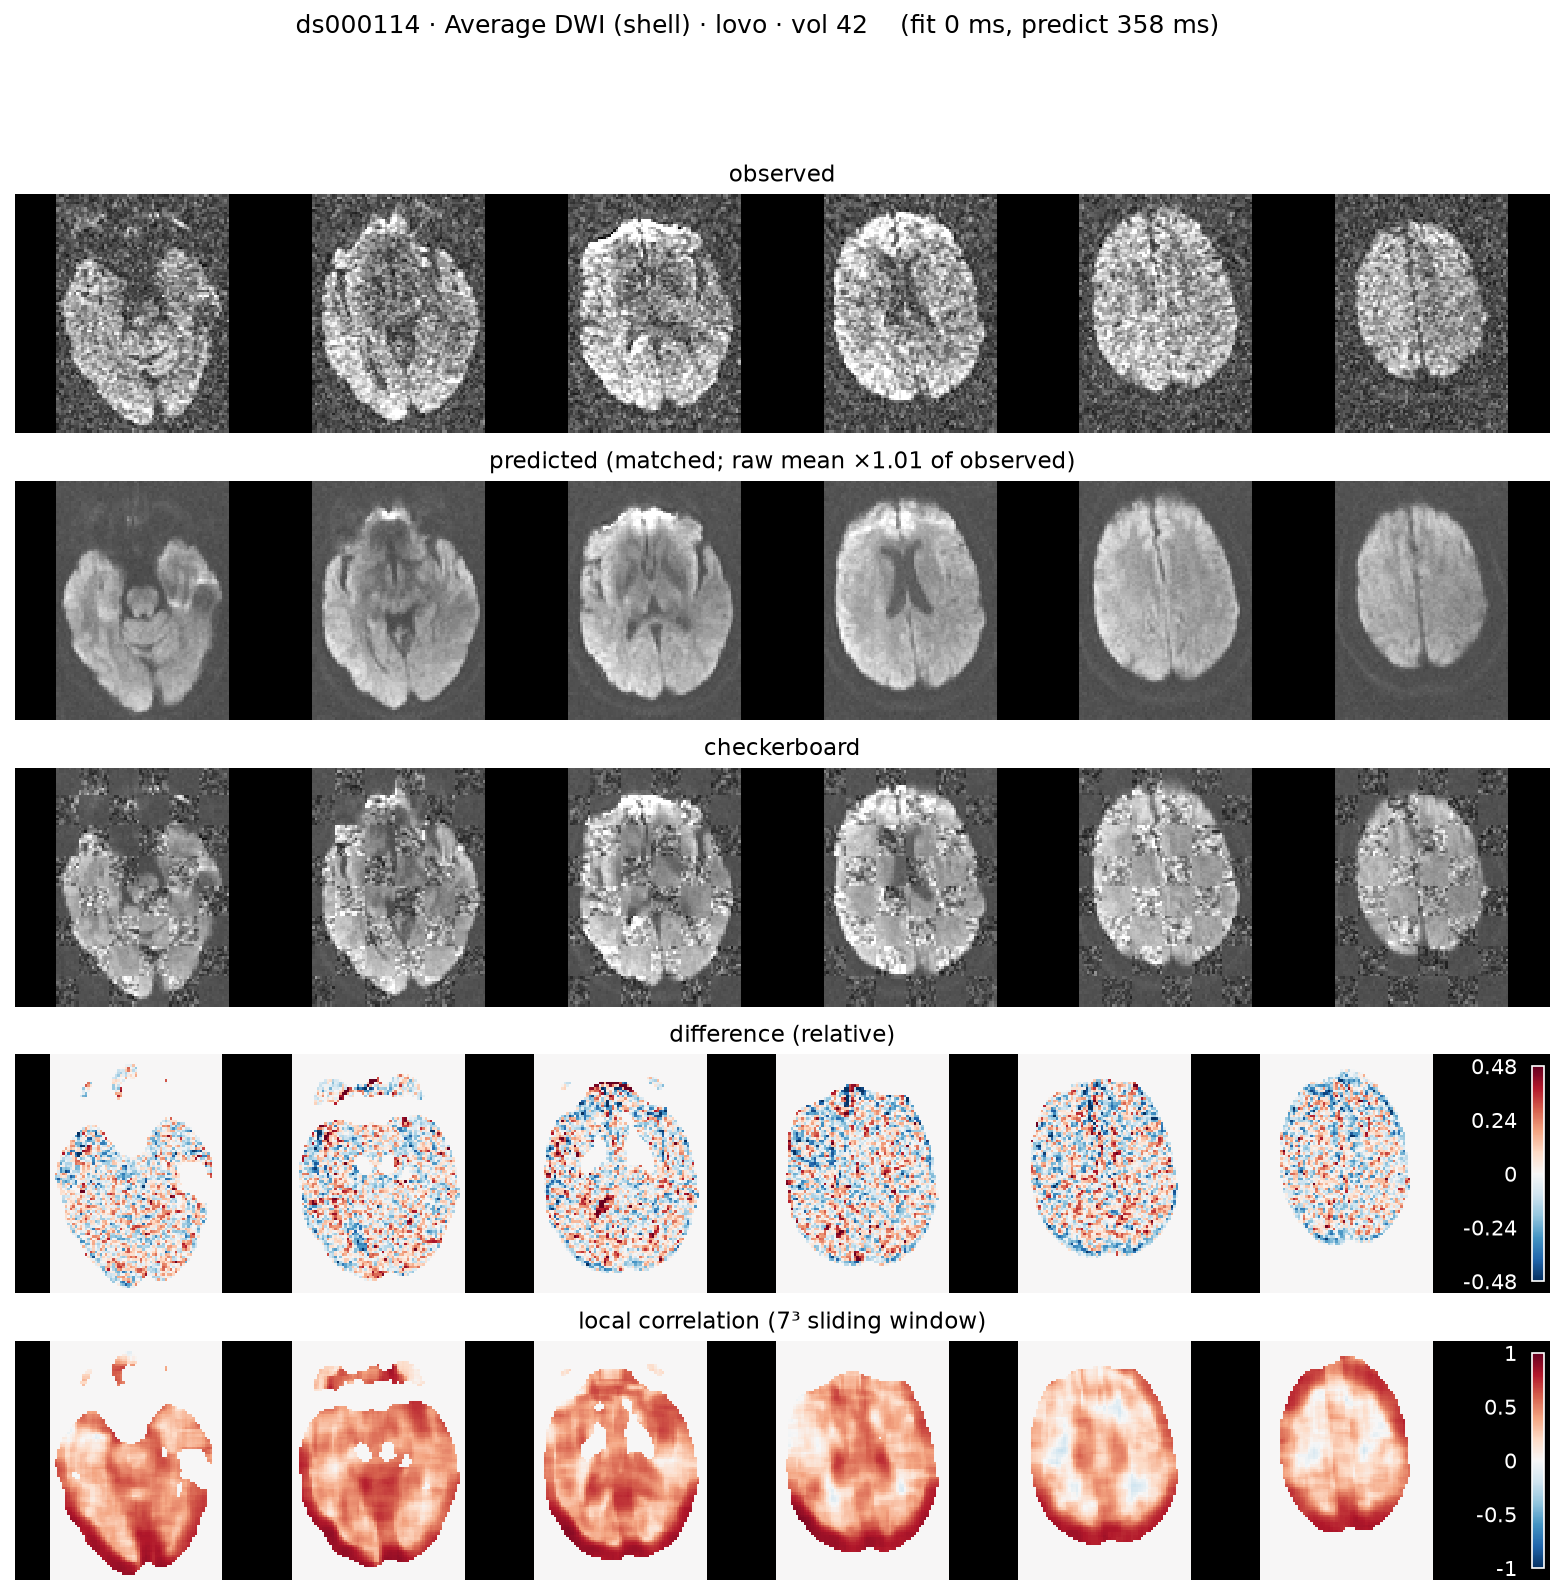 ds000114 · Average DWI (shell) · lovo · vol 42    (fit 0 ms, predict 358 ms)
observed
predicted (matched; raw mean ×1.01 of observed)
checkerboard
difference (relative)
0.48
0.24
0
-0.24
-0.48
local correlation (7³ sliding window)
1
0.5
0
-0.5
-1